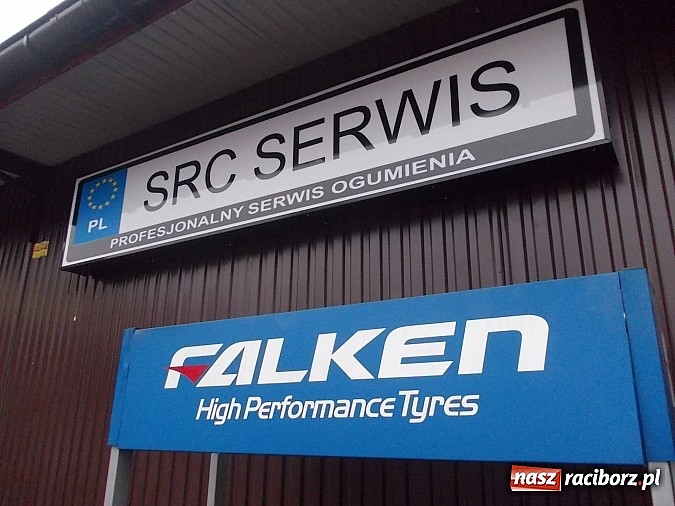 SRC SERWIS
PL
PROFESJONALNY SERWIS OGUMIENIA
FALKEN
High Performance Tyres
nasz raciborz.pl